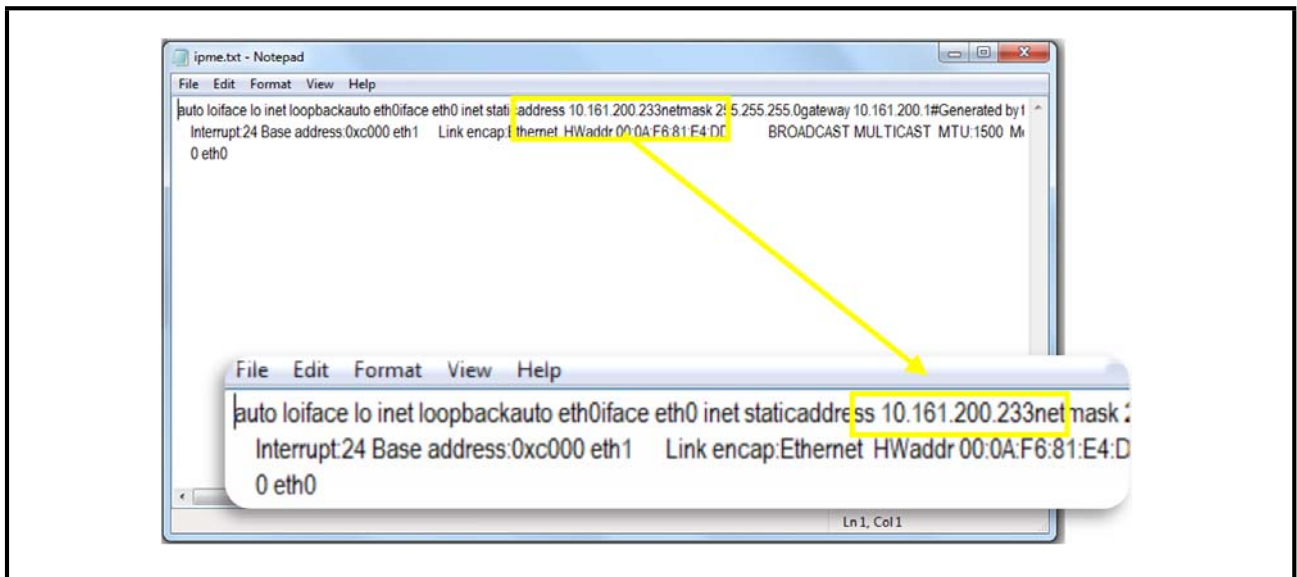 ipme.txt - Notepad
File Edit Format View Help
auto loiface lo inet loopbackauto eth0iface eth0 inet staticaddress 10.161.200.233netmask 255.255.255.0gateway 10.161.200.1#Generated by
Interrupt:24 Base address:0xc000 eth1 Link encap:Ethernet HWaddr 00:0A:F6:81:E4:DD BROADCAST MULTICAST MTU:1500
0 eth0
File Edit Format View Help
auto loiface lo inet loopbackauto eth0iface eth0 inet staticaddress 10.161.200.233netmask 2
Interrupt:24 Base address:0xc000 eth1 Link encap:Ethernet HWaddr 00:0A:F6:81:E4:D
0 eth0
Ln 1, Col 1